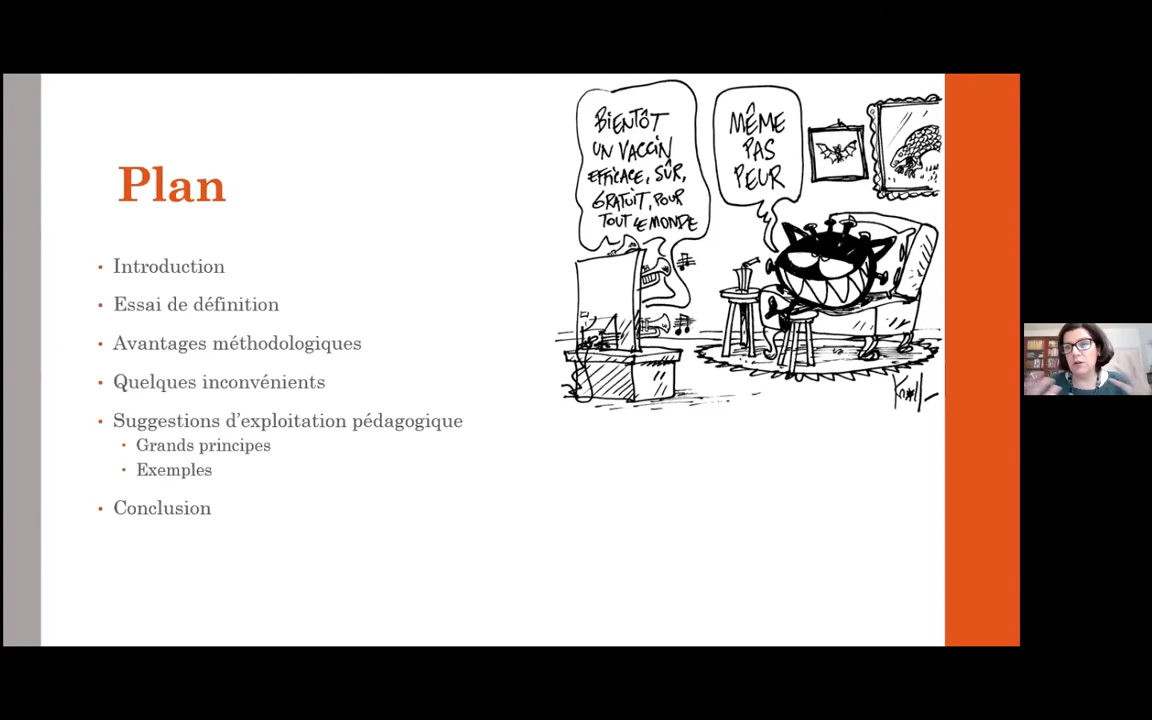 Plan
• Introduction
• Essai de définition
• Avantages méthodologiques
• Quelques inconvénients
• Suggestions d'exploitation pédagogique
• Grands principes
• Exemples
• Conclusion
BIENTÔT
UN VACCIN
EFFICACE, SÛR,
GRATUIT, POUR
TOUT LE MONDE
MÊME
PAS
PEUR
Kroll